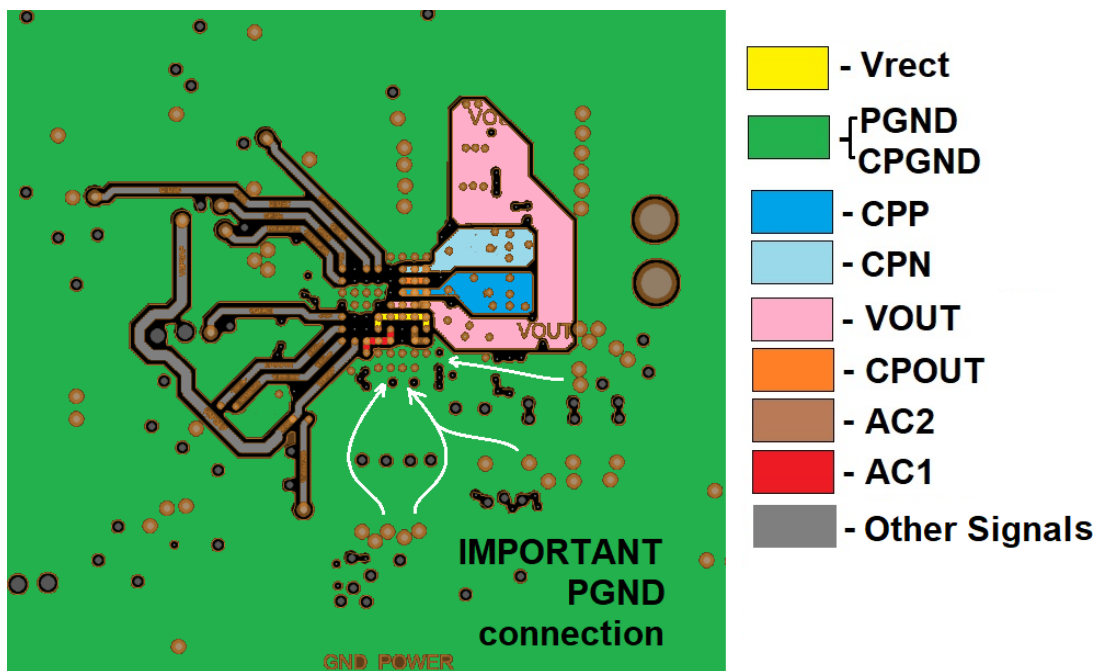 VOUT
- Vrect
- PGND
CPGND
- CPP
- CPN
- VOUT
- CPOUT
- AC2
- AC1
- Other Signals
VOUT
IMPORTANT
PGND
connection
GND POWER